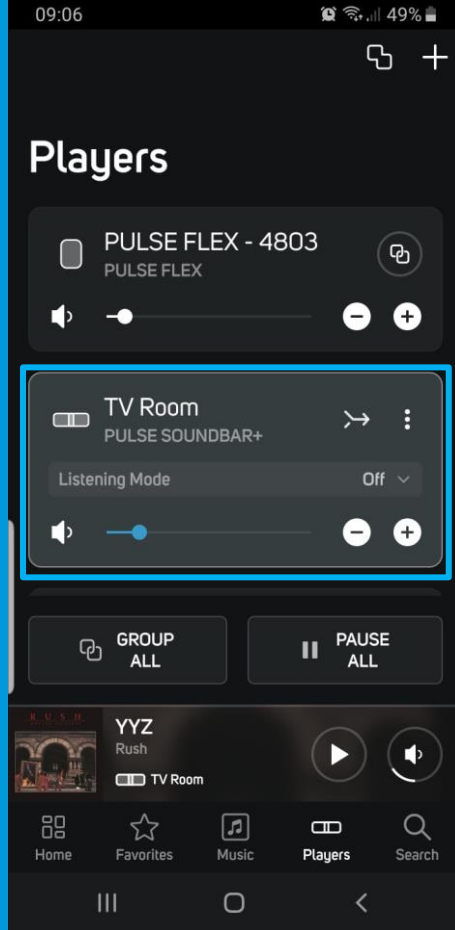 09:06
49%
Players
PULSE FLEX - 4803
PULSE FLEX
TV Room
PULSE SOUNDBAR+
Listening Mode Off
GROUP ALL
PAUSE ALL
RUSH
YYZ
Rush
TV Room
Home Favorites Music Players Search